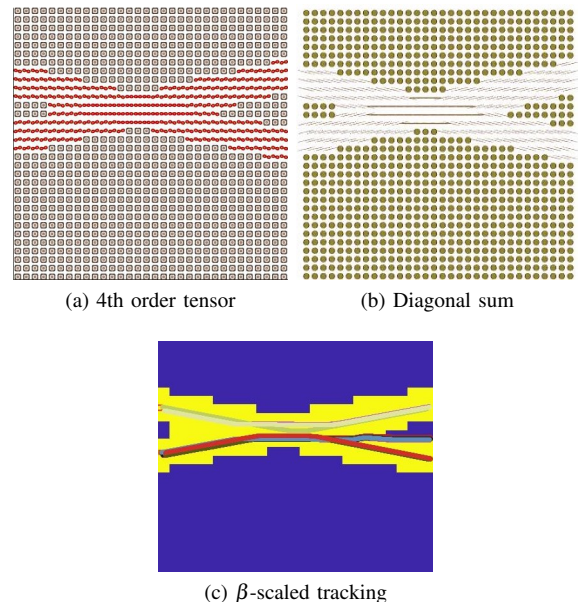 (a) 4th order tensor
(b) Diagonal sum
(c) β-scaled tracking